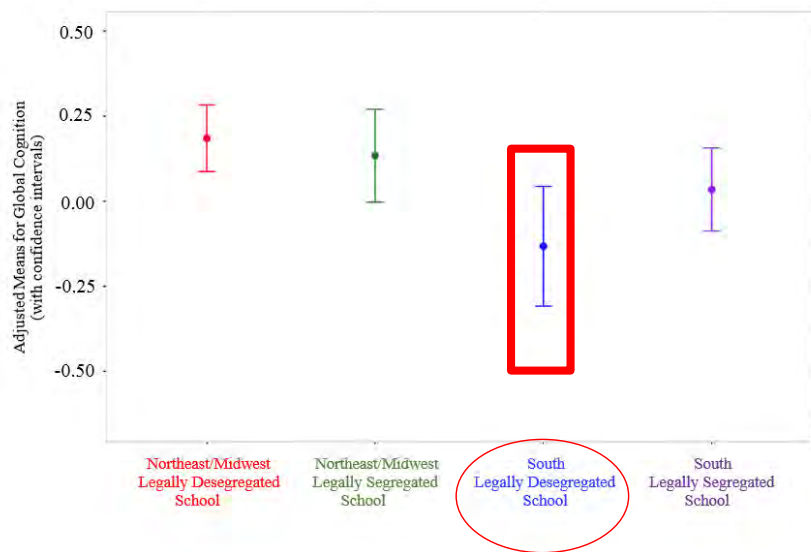 Adjusted Means for Global Cognition
(with confidence intervals)
0.50
0.25
0.00
-0.25
-0.50
Northeast/Midwest
Legally Desegregated
School
Northeast/Midwest
Legally Segregated
School
South
Legally Desegregated
School
South
Legally Segregated
School